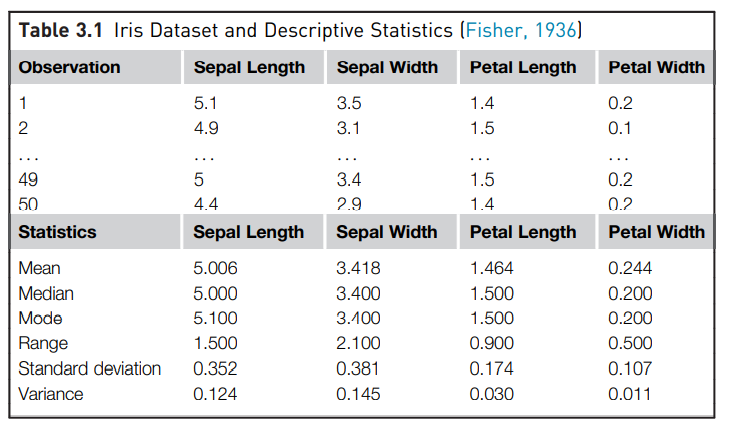 Table 3.1 Iris Dataset and Descriptive Statistics (Fisher, 1936)
Observation Sepal Length Sepal Width Petal Length Petal Width
1 5.1 3.5 1.4 0.2
2 4.9 3.1 1.5 0.1
... ... ... ... ...
49 5 3.4 1.5 0.2
50 4.4 2.9 1.4 0.2
Statistics Sepal Length Sepal Width Petal Length Petal Width
Mean 5.006 3.418 1.464 0.244
Median 5.000 3.400 1.500 0.200
Mode 5.100 3.400 1.500 0.200
Range 1.500 2.100 0.900 0.500
Standard deviation 0.352 0.381 0.174 0.107
Variance 0.124 0.145 0.030 0.011